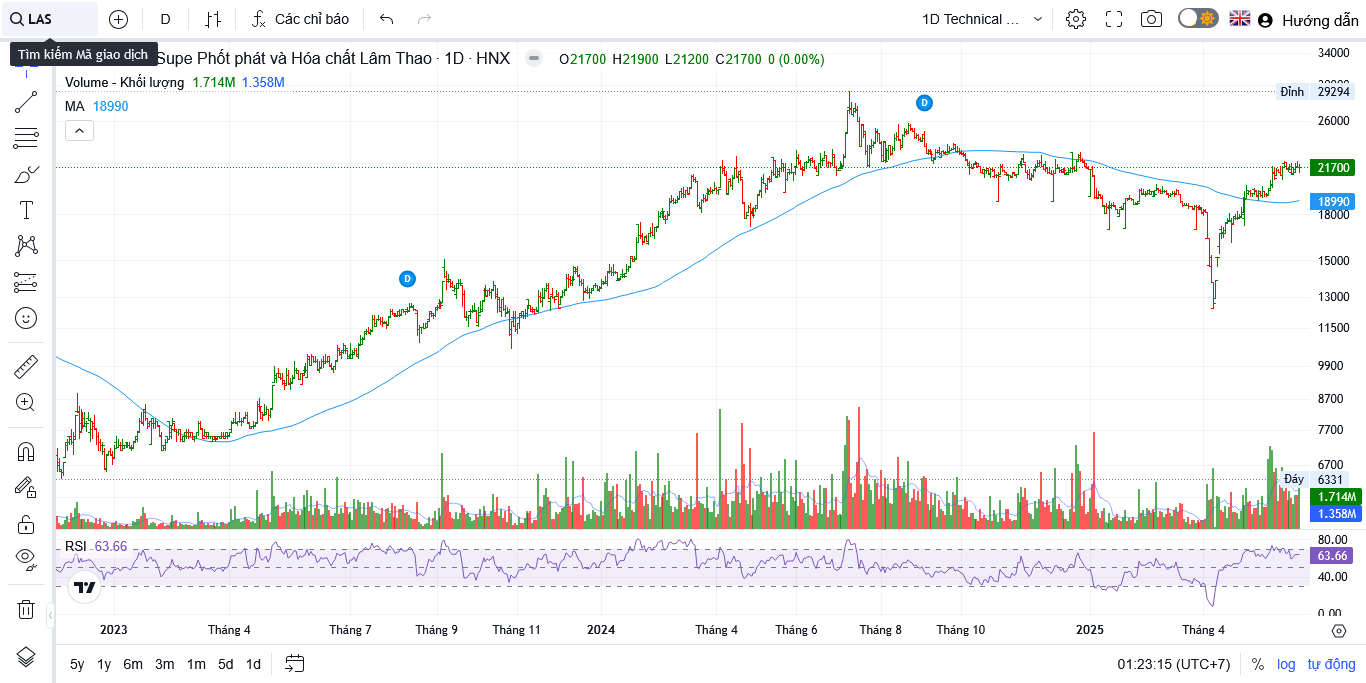 LAS
D
Các chỉ báo
1D Technical ...
Hướng dẫn
Tìm kiếm Mã giao dịch
Supe Phốt phát và Hóa chất Lâm Thao · 1D · HNX
O21700 H21900 L21200 C21700 0 (0.00%)
Volume - Khối lượng 1.714M 1.358M
MA 18990
34000
Đỉnh 29294
26000
21700
18990
18000
15000
13000
11500
9900
8700
7700
6700
Đáy 6331
1.714M
1.358M
D
D
RSI 63.66
80.00
63.66
40.00
0.00
2023 Tháng 4 Tháng 7 Tháng 9 Tháng 11 2024 Tháng 4 Tháng 6 Tháng 8 Tháng 10 2025 Tháng 4
5y 1y 6m 3m 1m 5d 1d
01:23:15 (UTC+7) % log tự động